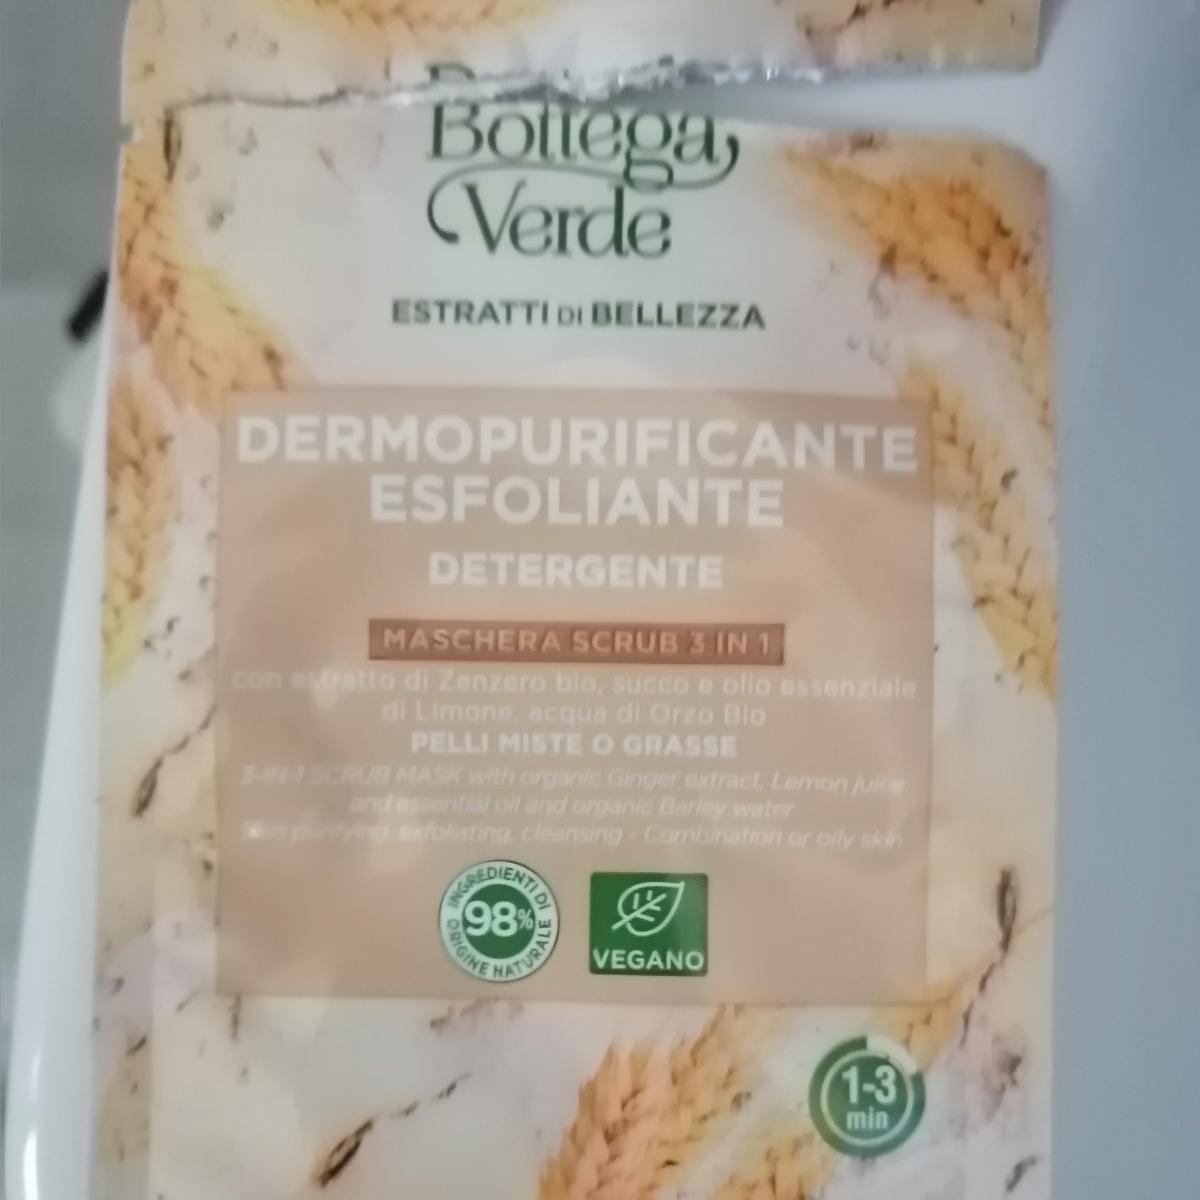 Bottega
Verde
ESTRATTI DI BELLEZZA
DERMOPURIFICANTE
ESFOLIANTE
DETERGENTE
MASCHERA SCRUB 3 IN 1
con estratto di Zenzero bio, succo e olio essenziale
di Limone, acqua di Orzo Bio
PELLI MISTE O GRASSE
3-IN-1 SCRUB MASK with organic Ginger extract, Lemon juice
and essential oil and organic Barley water
Skin purifying, exfoliating, cleansing - Combination or oily skin
INGREDIENTI DI
98%
ORIGINE NATURALE
VEGANO
1-3
min